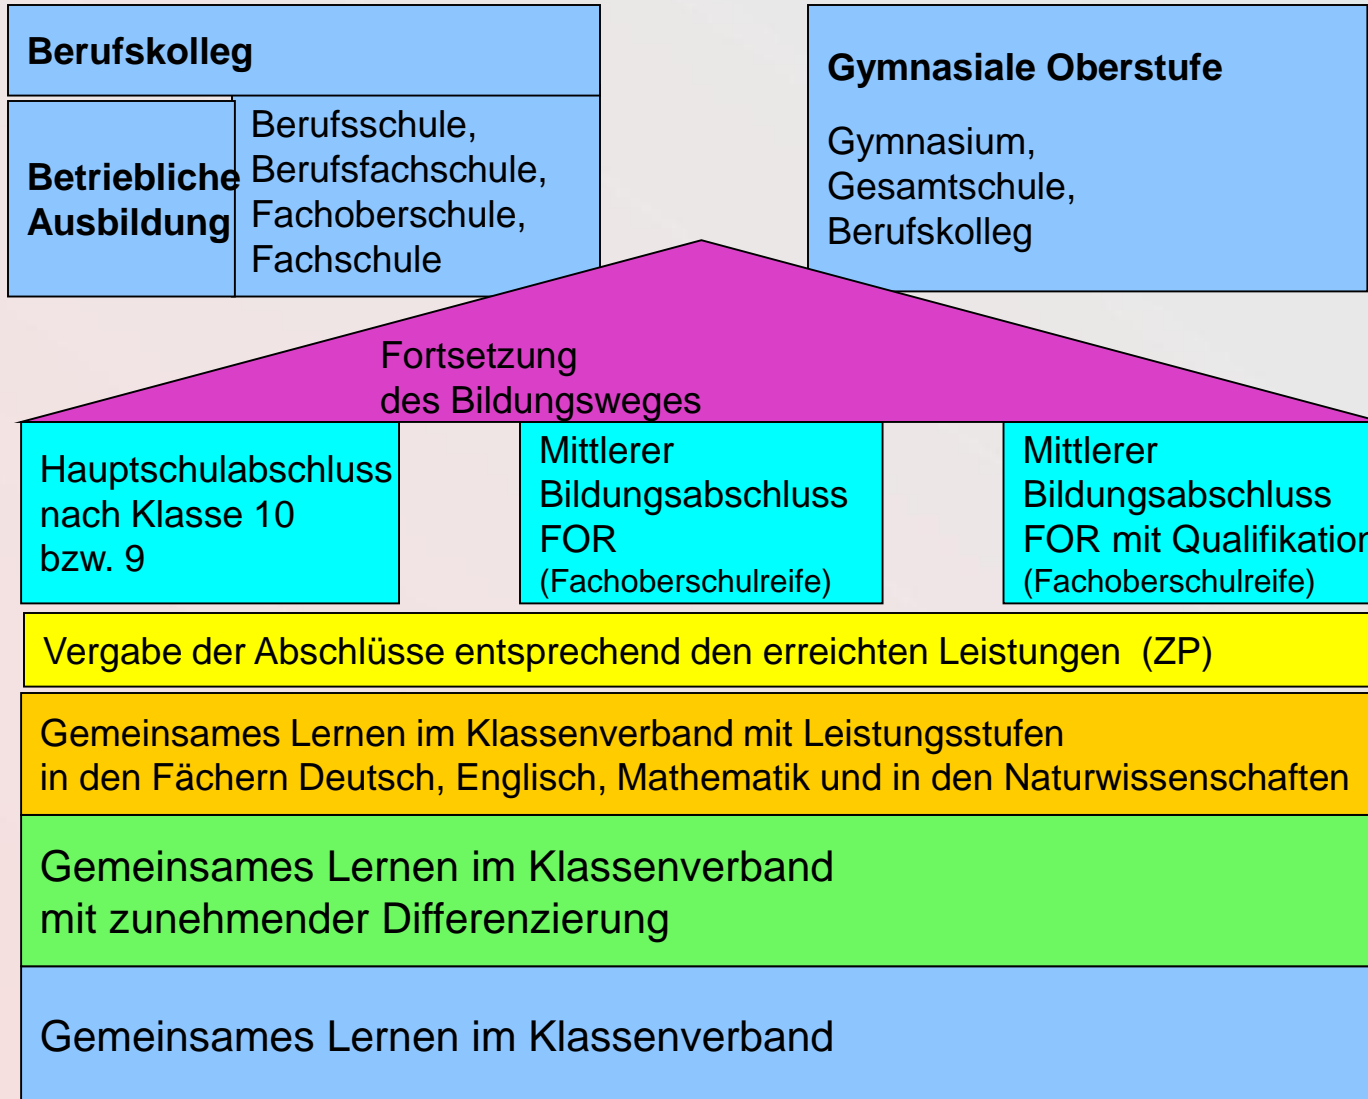 Berufskolleg
Betriebliche
Ausbildung
Berufsschule,
Berufsfachschule,
Fachoberschule,
Fachschule
Gymnasiale Oberstufe
Gymnasium,
Gesamtschule,
Berufskolleg
Fortsetzung
des Bildungsweges
Hauptschulabschluss
nach Klasse 10
bzw. 9
Mittlerer
Bildungsabschluss
FOR
(Fachoberschulreife)
Mittlerer
Bildungsabschluss
FOR mit Qualifikation
(Fachoberschulreife)
Vergabe der Abschlüsse entsprechend den erreichten Leistungen (ZP)
Gemeinsames Lernen im Klassenverband mit Leistungsstufen
in den Fächern Deutsch, Englisch, Mathematik und in den Naturwissenschaften
Gemeinsames Lernen im Klassenverband
mit zunehmender Differenzierung
Gemeinsames Lernen im Klassenverband